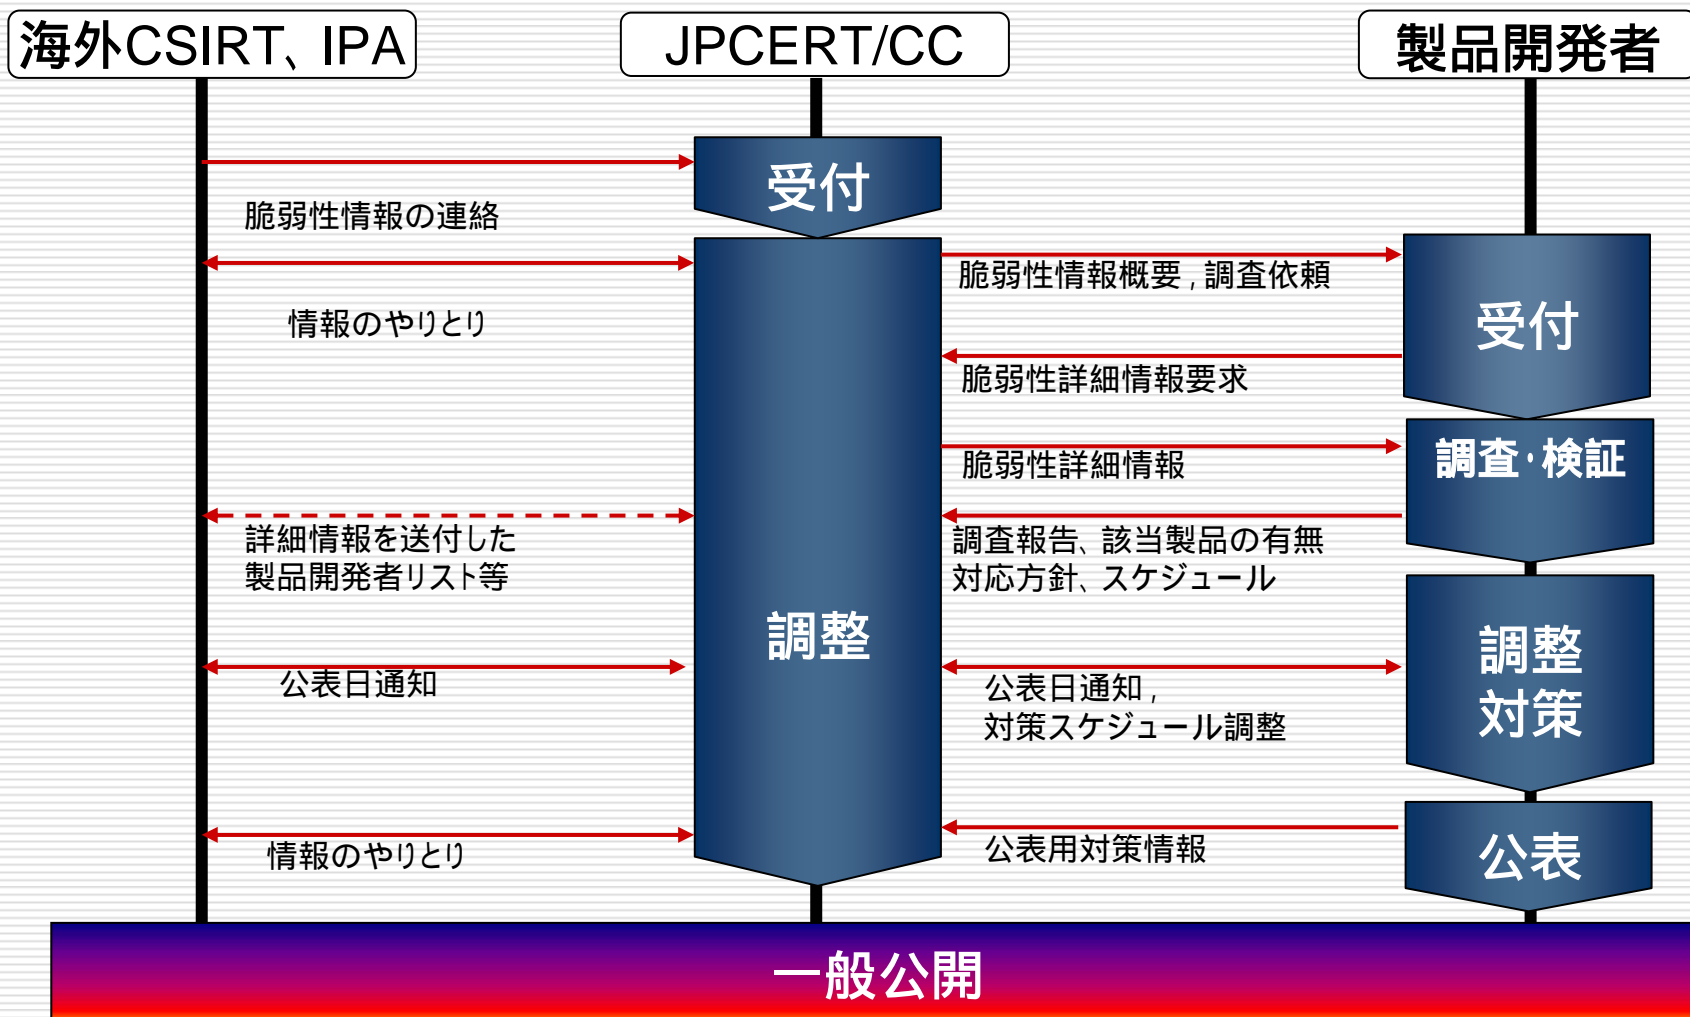 海外CSIRT、IPA
JPCERT/CC
製品開発者
受付
脆弱性情報の連絡
脆弱性情報概要 , 調査依頼
受付
情報のやりとり
脆弱性詳細情報要求
脆弱性詳細情報
調査・検証
詳細情報を送付した
製品開発者リスト等
調査報告、該当製品の有無
対応方針、スケジュール
調整
調整
対策
公表日通知
公表日通知 ,
対策スケジュール調整
情報のやりとり
公表用対策情報
公表
一般公開